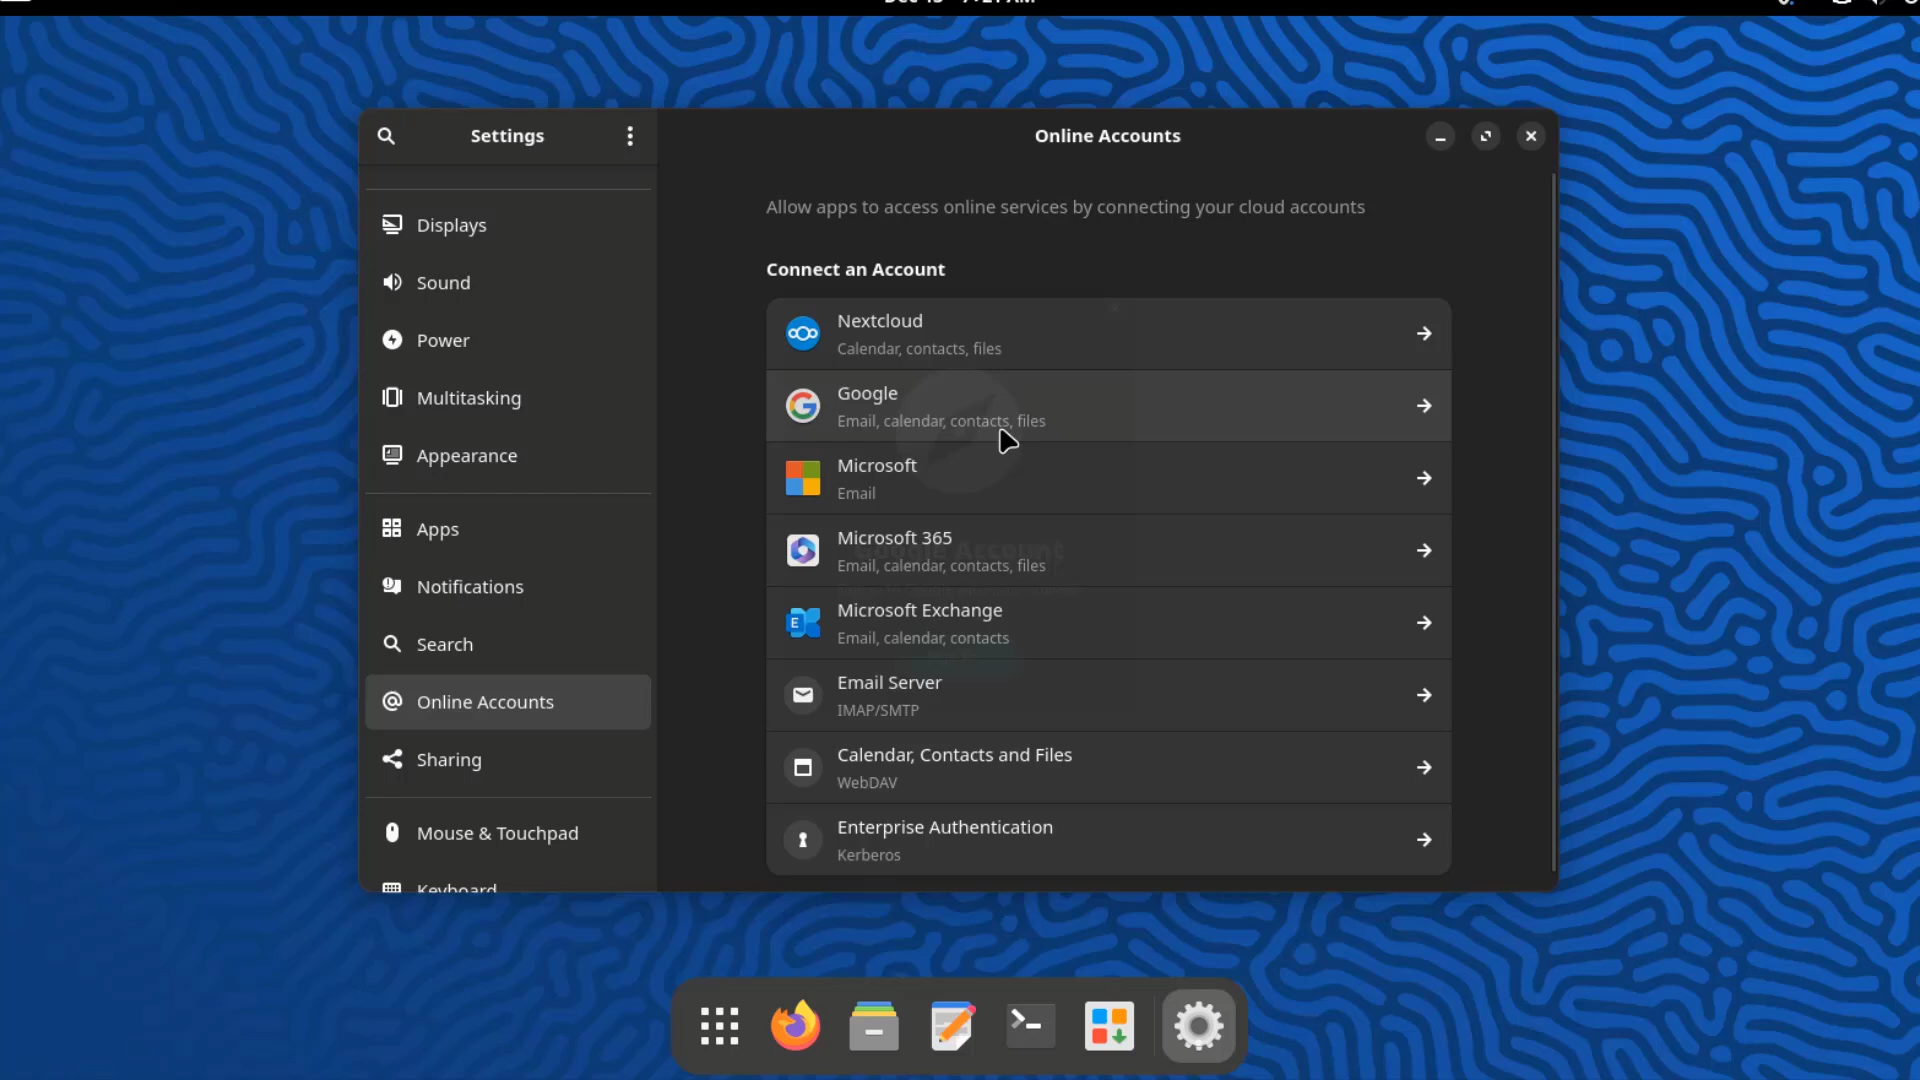 Settings
Online Accounts
Displays
Sound
Power
Multitasking
Appearance
Apps
Notifications
Search
Online Accounts
Sharing
Mouse & Touchpad
Keyboard
Allow apps to access online services by connecting your cloud accounts
Connect an Account
Nextcloud
Calendar, contacts, files
Google
Email, calendar, contacts, files
Microsoft
Email
Microsoft 365
Email, calendar, contacts, files
Google Account
Microsoft Exchange
Email, calendar, contacts
Email Server
IMAP/SMTP
Calendar, Contacts and Files
WebDAV
Enterprise Authentication
Kerberos